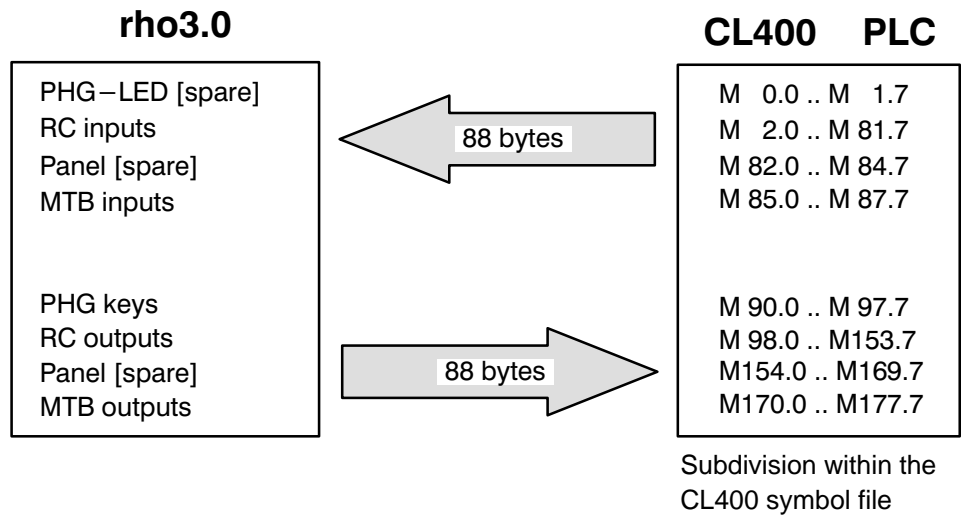 rho3.0
CL400 PLC
PHG−LED [spare]
RC inputs
Panel [spare]
MTB inputs
88 bytes
M 0.0 .. M 1.7
M 2.0 .. M 81.7
M 82.0 .. M 84.7
M 85.0 .. M 87.7
PHG keys
RC outputs
Panel [spare]
MTB outputs
88 bytes
M 90.0 .. M 97.7
M 98.0 .. M153.7
M154.0 .. M169.7
M170.0 .. M177.7
Subdivision within the
CL400 symbol file